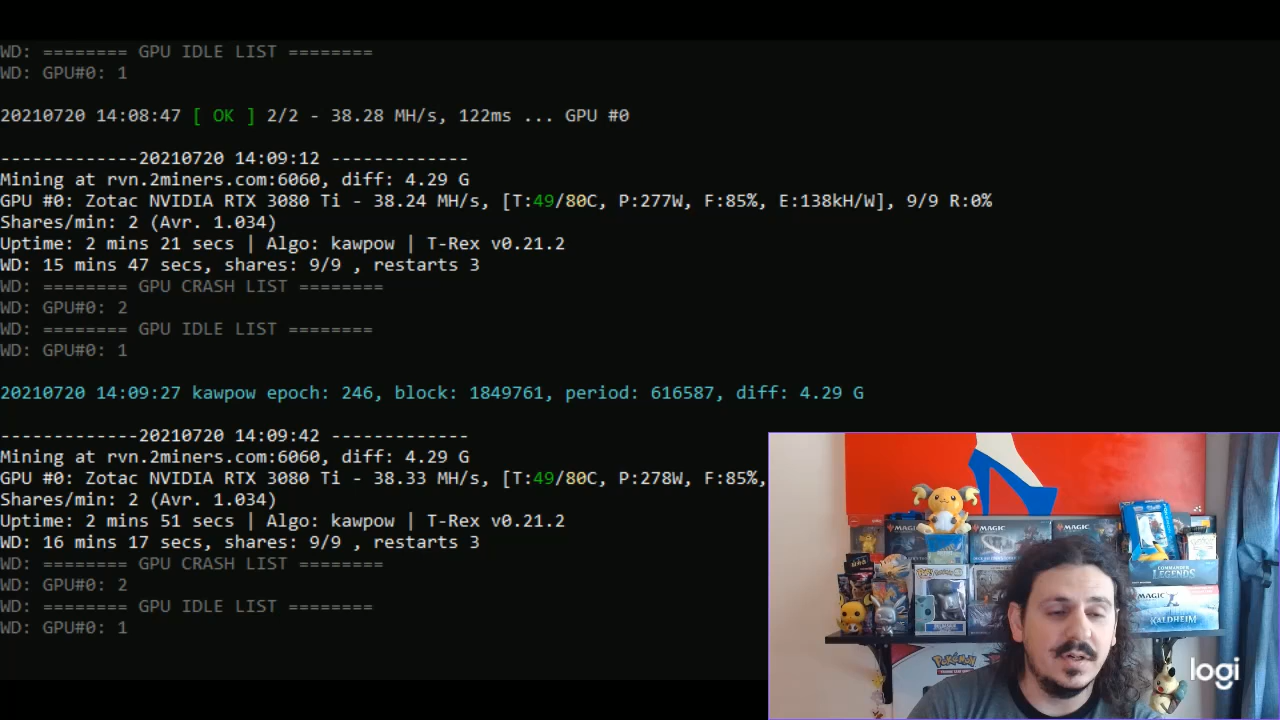 WD: ======== GPU IDLE LIST ========
WD: GPU#0: 1
20210720 14:08:47 [ OK ] 2/2 - 38.28 MH/s, 122ms ... GPU #0
-------------20210720 14:09:12 -------------
Mining at rvn.2miners.com:6060, diff: 4.29 G
GPU #0: Zotac NVIDIA RTX 3080 Ti - 38.24 MH/s, [T:49/80C, P:277W, F:85%, E:138kH/W], 9/9 R:0%
Shares/min: 2 (Avr. 1.034)
Uptime: 2 mins 21 secs | Algo: kawpow | T-Rex v0.21.2
WD: 15 mins 47 secs, shares: 9/9 , restarts 3
WD: ======== GPU CRASH LIST ========
WD: GPU#0: 2
WD: ======== GPU IDLE LIST ========
WD: GPU#0: 1
20210720 14:09:27 kawpow epoch: 246, block: 1849761, period: 616587, diff: 4.29 G
-------------20210720 14:09:42 -------------
Mining at rvn.2miners.com:6060, diff: 4.29 G
GPU #0: Zotac NVIDIA RTX 3080 Ti - 38.33 MH/s, [T:49/80C, P:278W, F:85%,
Shares/min: 2 (Avr. 1.034)
Uptime: 2 mins 51 secs | Algo: kawpow | T-Rex v0.21.2
WD: 16 mins 17 secs, shares: 9/9 , restarts 3
WD: ======== GPU CRASH LIST ========
WD: GPU#0: 2
WD: ======== GPU IDLE LIST ========
WD: GPU#0: 1
MAGIC
MAGIC
MAGIC
COMMANDER
LEGENDS
MAGIC
KALDHEIM
POKÉMON
logi